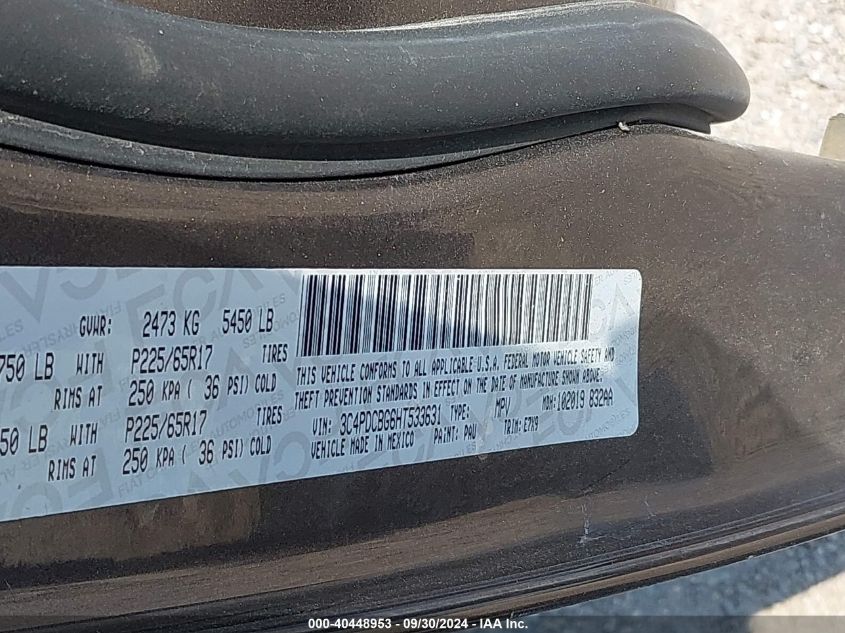 GVWR: 2473 KG 5450 LB
750 LB WITH P225/65R17 TIRES
RIMS AT 250 KPA ( 36 PSI) COLD
50 LB WITH P225/65R17 TIRES
RIMS AT 250 KPA ( 36 PSI) COLD
THIS VEHICLE CONFORMS TO ALL APPLICABLE U.S.A. FEDERAL MOTOR VEHICLE SAFETY AND
THEFT PREVENTION STANDARDS IN EFFECT ON THE DATE OF MANUFACTURE SHOWN ABOVE.
VIN: 3C4PDCBG6HT533631 TYPE: MPV MDH:102019 832AA
VEHICLE MADE IN MEXICO PAINT: PAU TRIM: E7X9
000-40448953 - 09/30/2024 - IAA Inc.